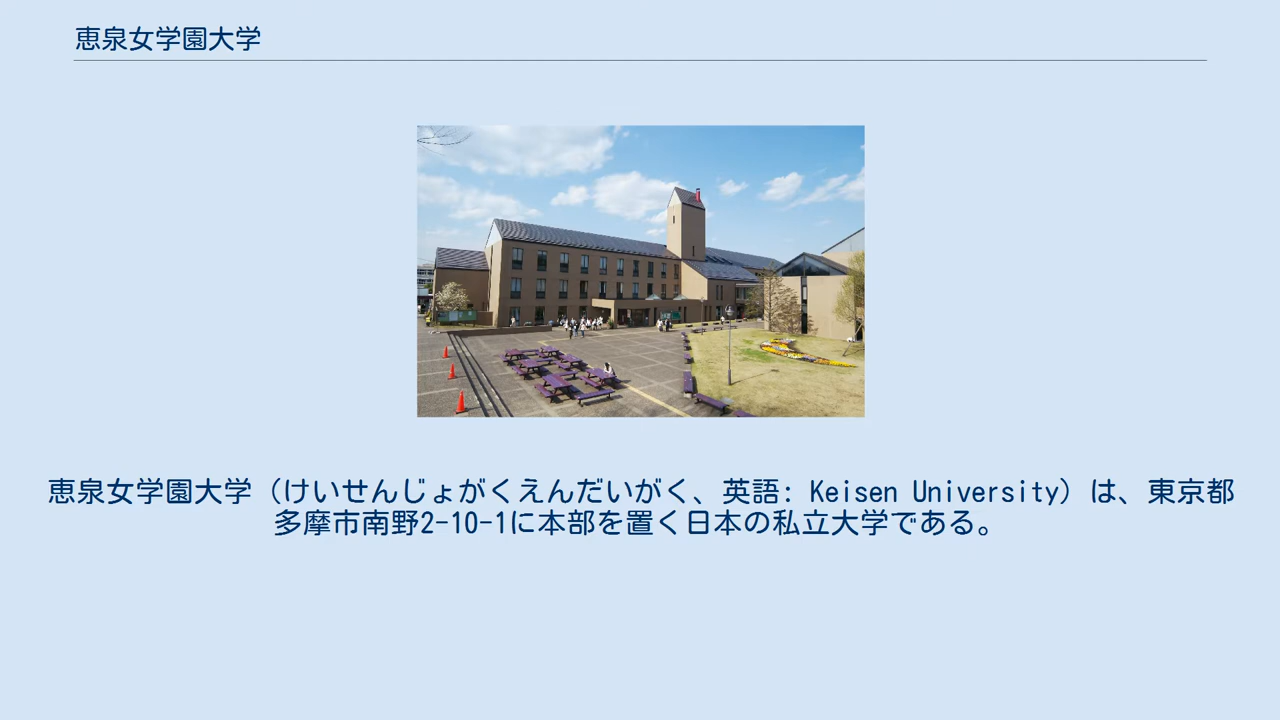 恵泉女学園大学
恵泉女学園大学（けいせんじょがくえんだいがく、英語: Keisen University）は、東京都
多摩市南野2-10-1に本部を置く日本の私立大学である。